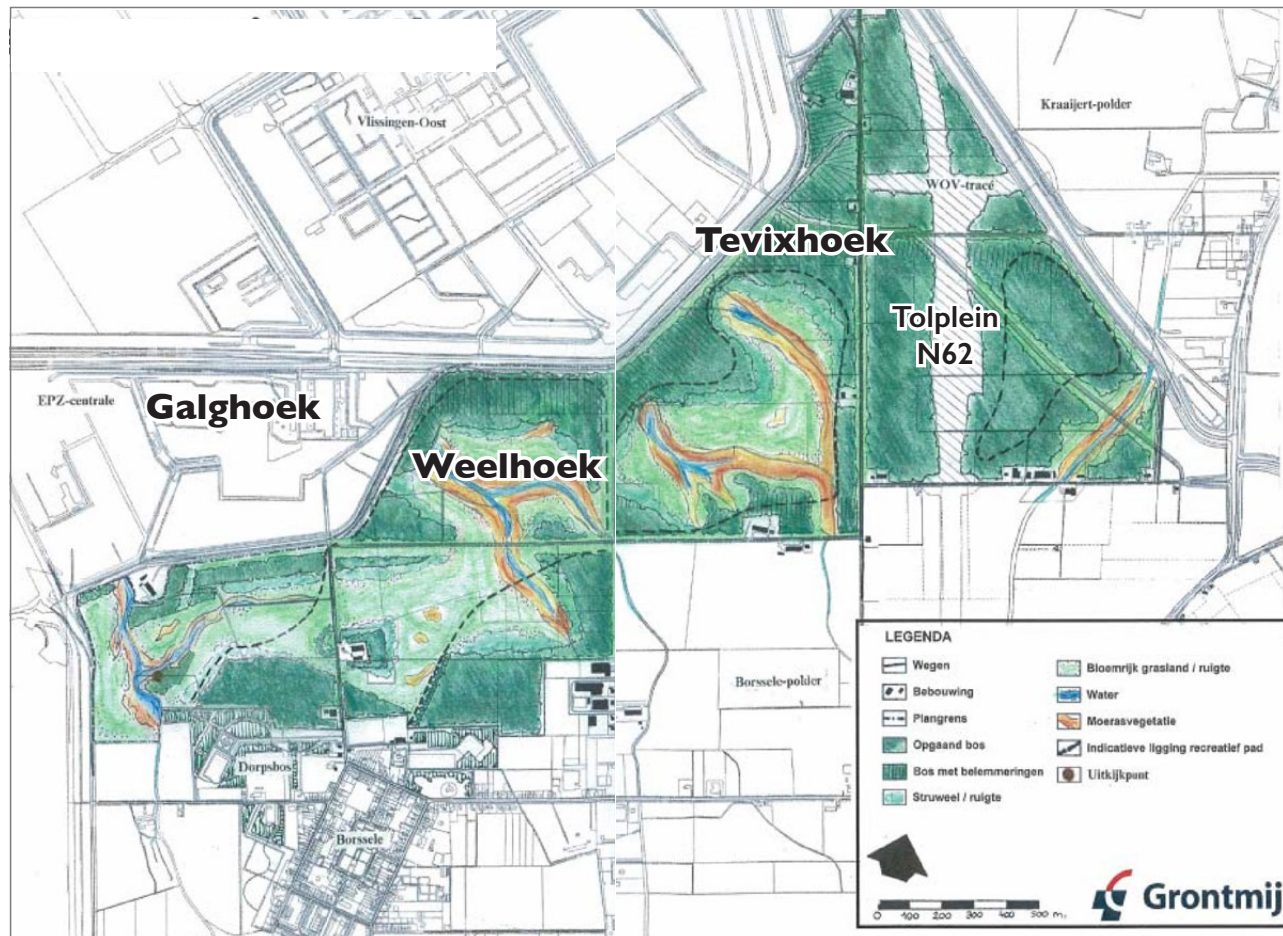 Vlissingen-Oost
Kraaijert-polder
WOV-tracé
Tevixhoek
Tolplein
N62
EPZ-centrale
Galghoek
Weelhoek
Borssele-polder
Dorpsbos
Borssele
LEGENDA
Wegen
Bebouwing
Plangrens
Opgaand bos
Bos met belemmeringen
Struweel / ruigte
Bloemrijk grasland / ruigte
Water
Moerasvegetatie
Indicatieve ligging recreatief pad
Uitkijkpunt
0 100 200 300 400 500 m.
Grontmij